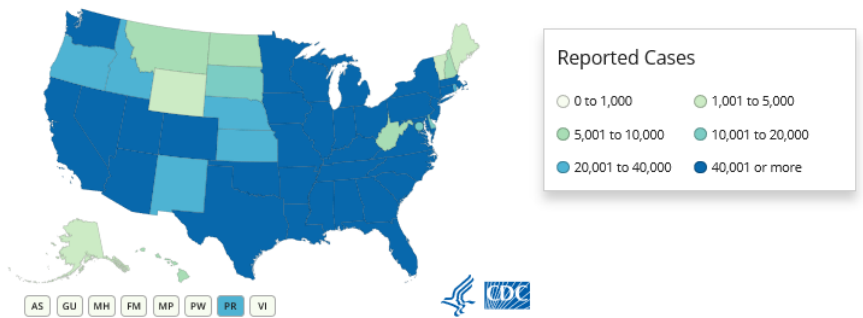 Reported Cases
0 to 1,000
1,001 to 5,000
5,001 to 10,000
10,001 to 20,000
20,001 to 40,000
40,001 or more
AS GU MH FM MP PW PR VI
CDC